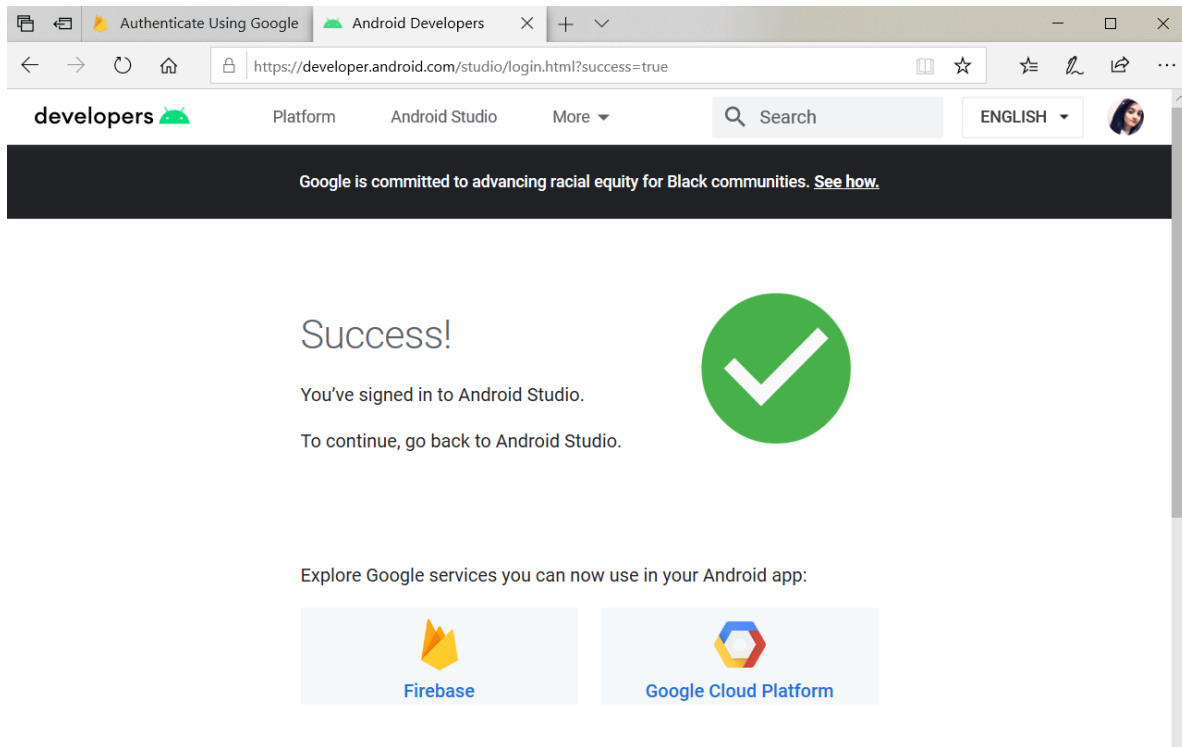 Authenticate Using Google
Android Developers
https://developer.android.com/studio/login.html?success=true
developers
Platform
Android Studio
More
Search
ENGLISH
Google is committed to advancing racial equity for Black communities. See how.
Success!
You've signed in to Android Studio.
To continue, go back to Android Studio.
Explore Google services you can now use in your Android app:
Firebase
Google Cloud Platform